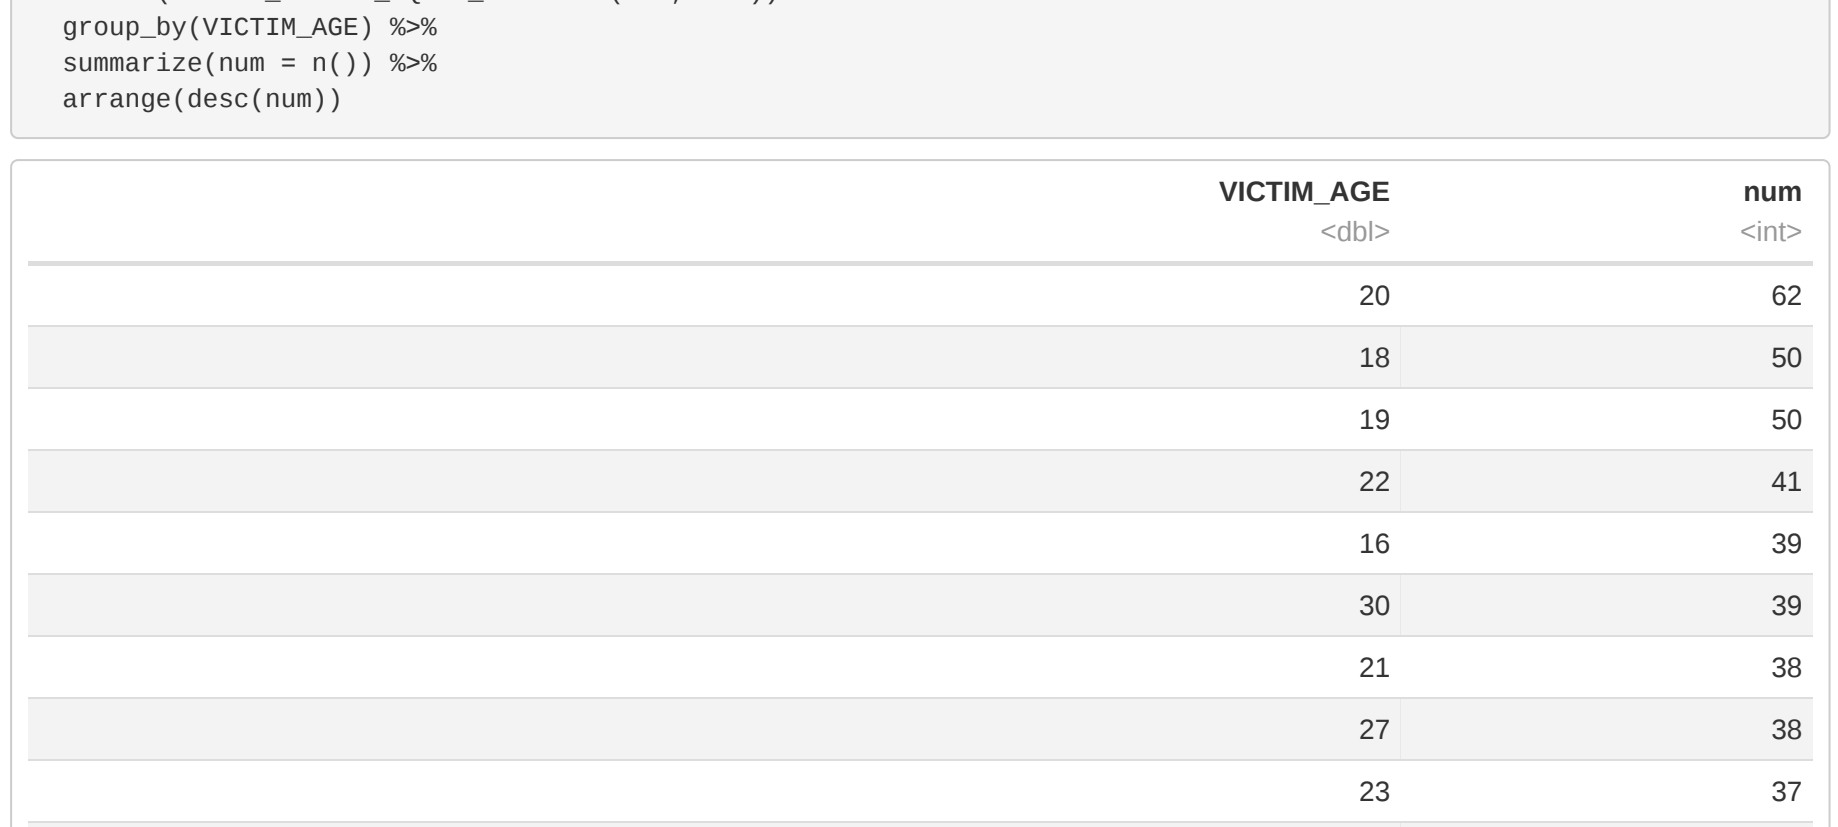 group_by(VICTIM_AGE) %>%
summarize(num = n()) %>%
arrange(desc(num))
VICTIM_AGE num
<dbl> <int>
20 62
18 50
19 50
22 41
16 39
30 39
21 38
27 38
23 37